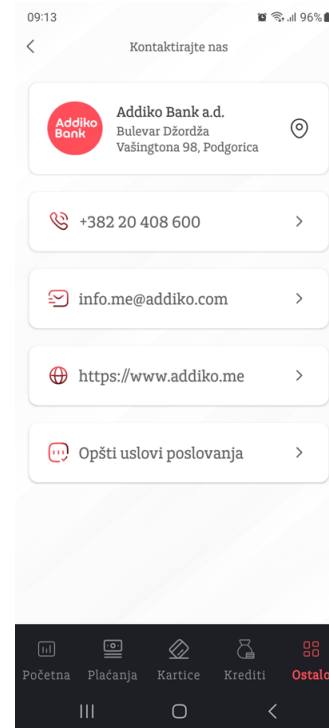 09:13
96%
Kontaktirajte nas
Addiko
Bank
Addiko Bank a.d.
Bulevar Džordža
Vašingtona 98, Podgorica
+382 20 408 600
info.me@addiko.com
https://www.addiko.me
Opšti uslovi poslovanja
Početna Plaćanja Kartice Krediti Ostalo